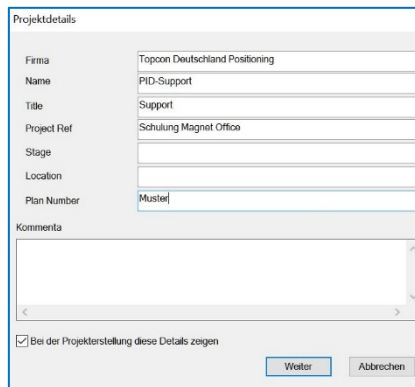 Projektdetails
Firma Topcon Deutschland Positioning
Name PID-Support
Title Support
Project Ref Schulung Magnet Office
Stage
Location
Plan Number Muster
Kommenta
Bei der Projekterstellung diese Details zeigen
Weiter Abbrechen